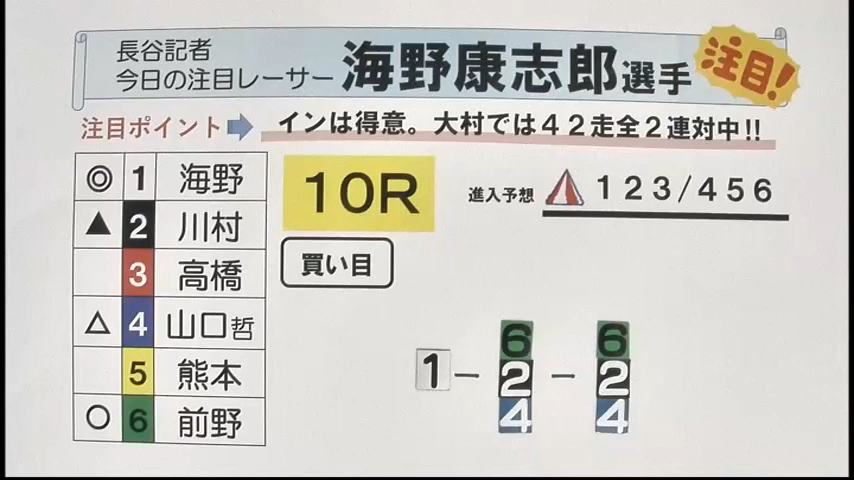 長谷記者
今日の注目レーサー 海野康志郎選手
注目!
注目ポイント インは得意。大村では42走全2連対中!!
◎ 1 海野
▲ 2 川村
3 高橋
△ 4 山口哲
5 熊本
○ 6 前野
10R
進入予想 123/456
買い目
6 6
1 - 2 - 2
4 4